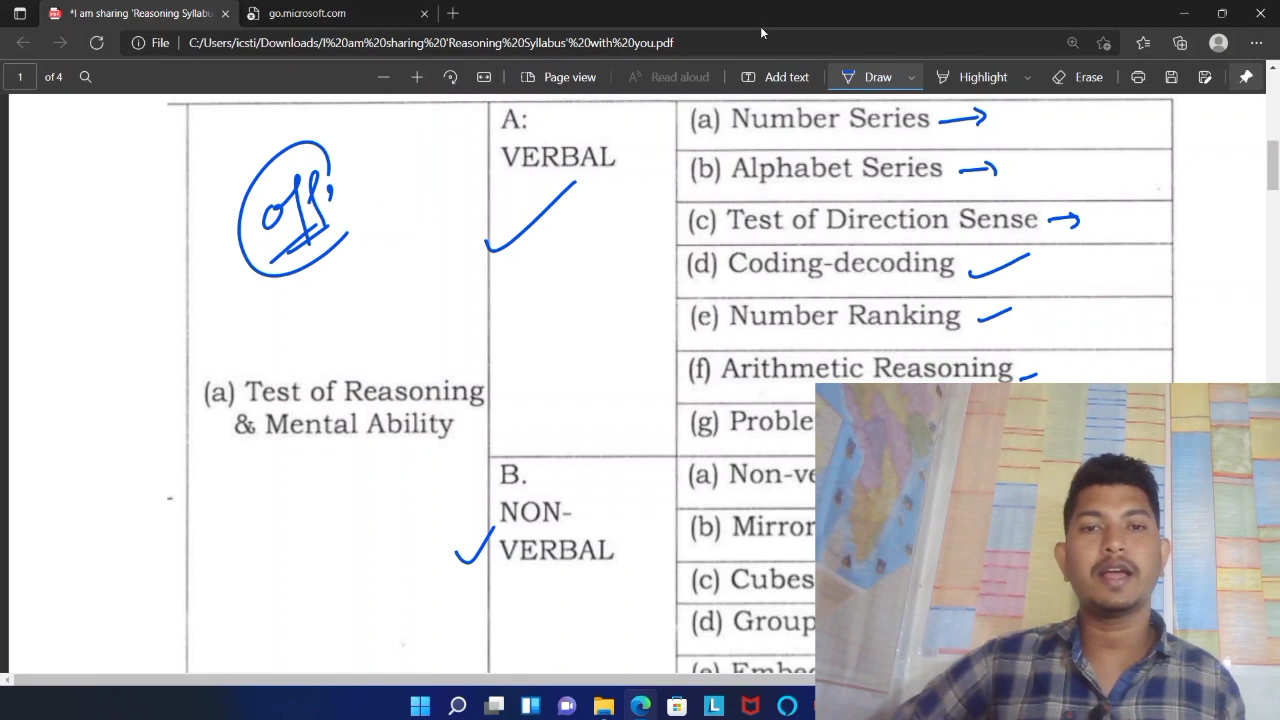 *I am sharing 'Reasoning Syllabu
go.microsoft.com
File
C:/Users/icsti/Downloads/I%20am%20sharing%20'Reasoning%20Syllabus'%20with%20you.pdf
1 of 4
Page view
Read aloud
Add text
Draw
Highlight
Erase
Off:
(a) Test of Reasoning
& Mental Ability
A:
VERBAL
(a) Number Series
(b) Alphabet Series
(c) Test of Direction Sense
(d) Coding-decoding
(e) Number Ranking
(f) Arithmetic Reasoning
(g) Proble
B.
NON-
VERBAL
(a) Non-ve
(b) Mirror
(c) Cubes
(d) Group
(e) Embed